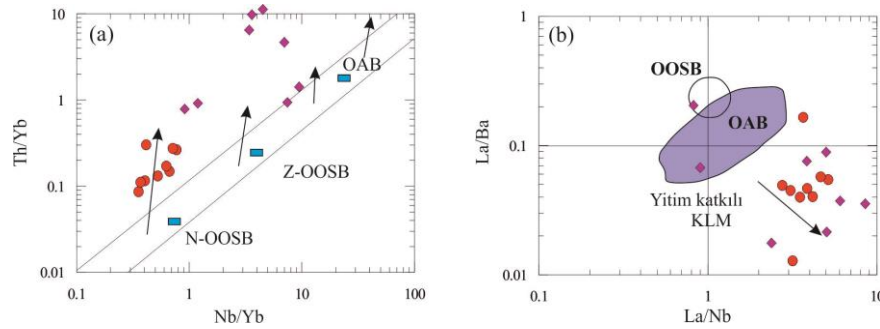 (a)
Th/Yb
10
1
0.1
0.01
OAB
Z-OOSB
N-OOSB
0.1 1 10 100
Nb/Yb
(b)
La/Ba
1
0.1
0.01
OOSB
OAB
Yitim katkılı
KLM
0.1 1 10
La/Nb